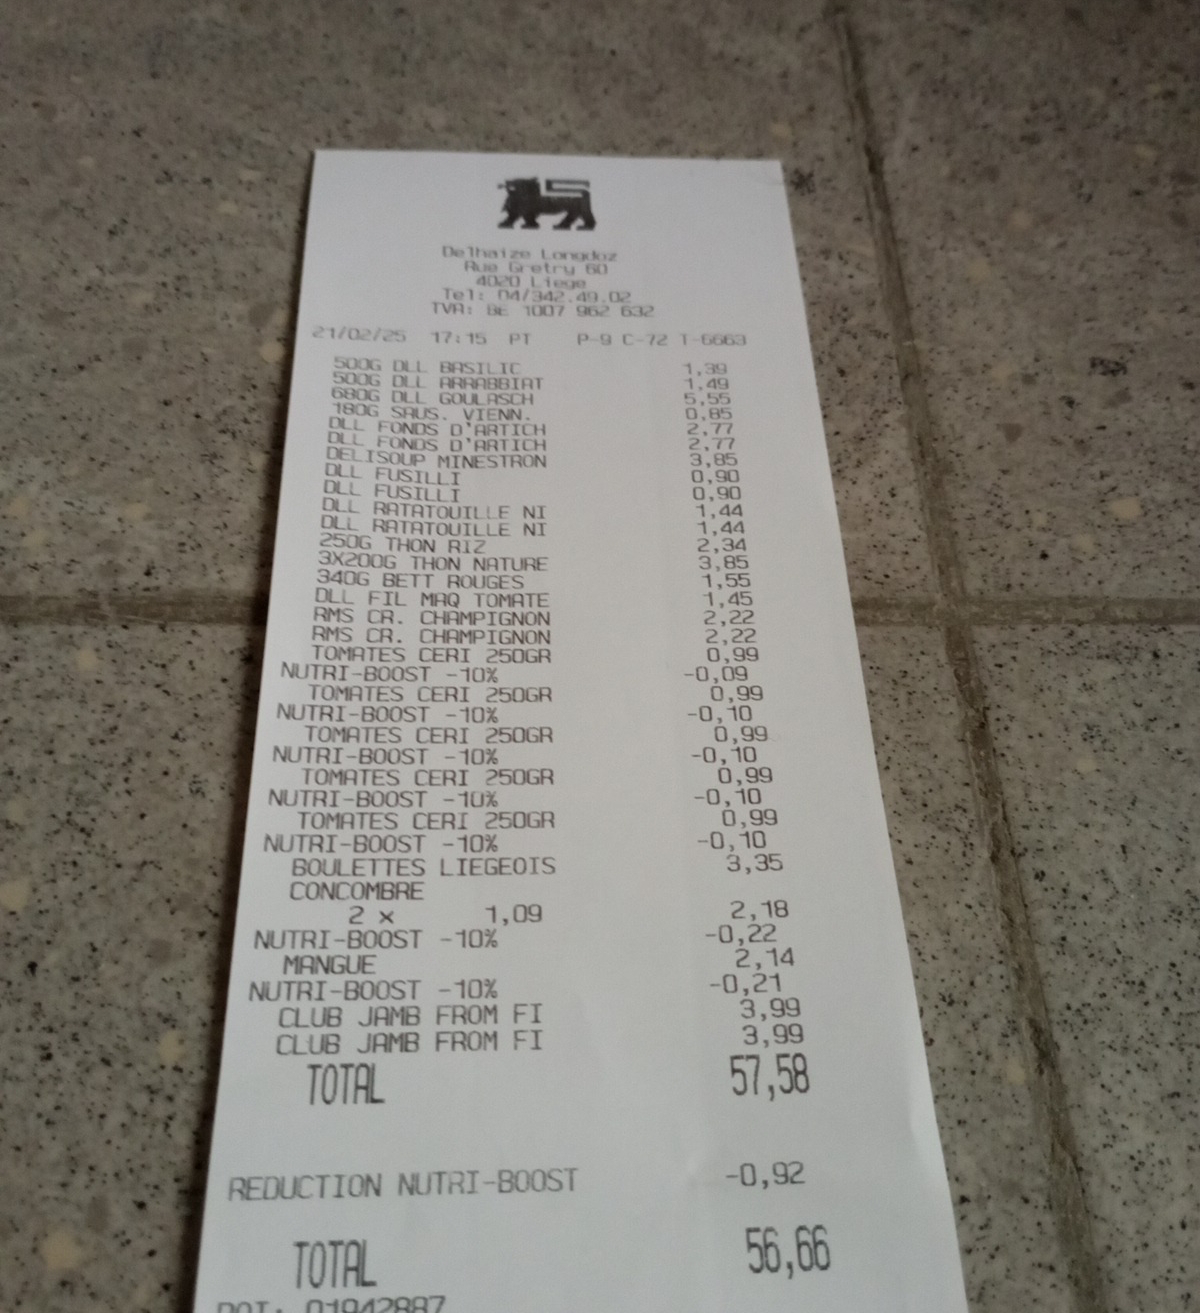 Delhaize Longdoz
Rue Gretry 60
4020 Liege
Tel: 04/342.49.02
TVA: BE 1007 962 632
21/02/25 17:15 PT P-9 C-72 T-6663
500G DLL BASILIC 1,39
500G DLL ARRABBIAT 1,49
680G DLL GOULASCH 5,55
180G SAUS. VIENN. 0,85
DLL FONDS D'ARTICH 2,77
DLL FONDS D'ARTICH 2,77
DELISOUP MINESTRON 3,85
DLL FUSILLI 0,90
DLL FUSILLI 0,90
DLL RATATOUILLE NI 1,44
DLL RATATOUILLE NI 1,44
250G THON RIZ 2,34
3X200G THON NATURE 3,85
340G BETT ROUGES 1,55
DLL FIL MAQ TOMATE 1,45
RMS CR. CHAMPIGNON 2,22
RMS CR. CHAMPIGNON 2,22
TOMATES CERI 250GR 0,99
NUTRI-BOOST -10% -0,09
TOMATES CERI 250GR 0,99
NUTRI-BOOST -10% -0,10
TOMATES CERI 250GR 0,99
NUTRI-BOOST -10% -0,10
TOMATES CERI 250GR 0,99
NUTRI-BOOST -10% -0,10
TOMATES CERI 250GR 0,99
NUTRI-BOOST -10% -0,10
BOULETTES LIEGEOIS 3,35
CONCOMBRE
2 x 1,09 2,18
NUTRI-BOOST -10% -0,22
MANGUE 2,14
NUTRI-BOOST -10% -0,21
CLUB JAMB FROM FI 3,99
CLUB JAMB FROM FI 3,99
TOTAL 57,58
REDUCTION NUTRI-BOOST -0,92
TOTAL 56,66
POI: 01942887